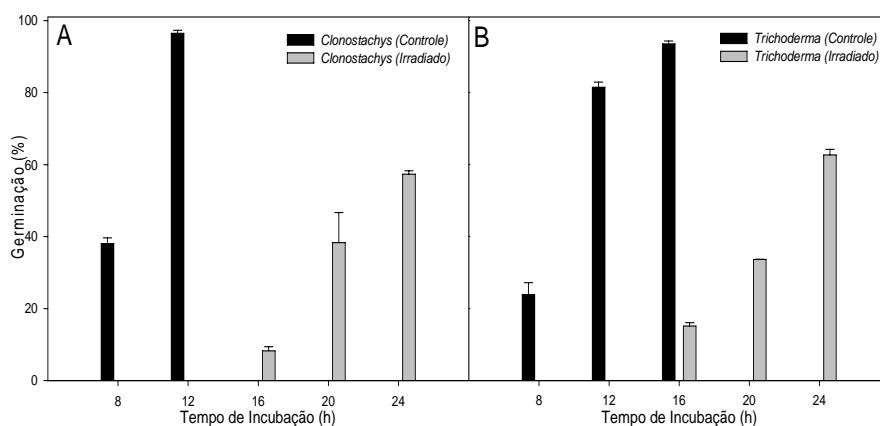 100
80
60
40
20
0
Germinação (%)
A
Clonostachys (Controle)
Clonostachys (Irradiado)
8 12 16 20 24
Tempo de Incubação (h)
B
Trichoderma (Controle)
Trichoderma (Irradiado)
8 12 16 20 24
Tempo de Incubação (h)